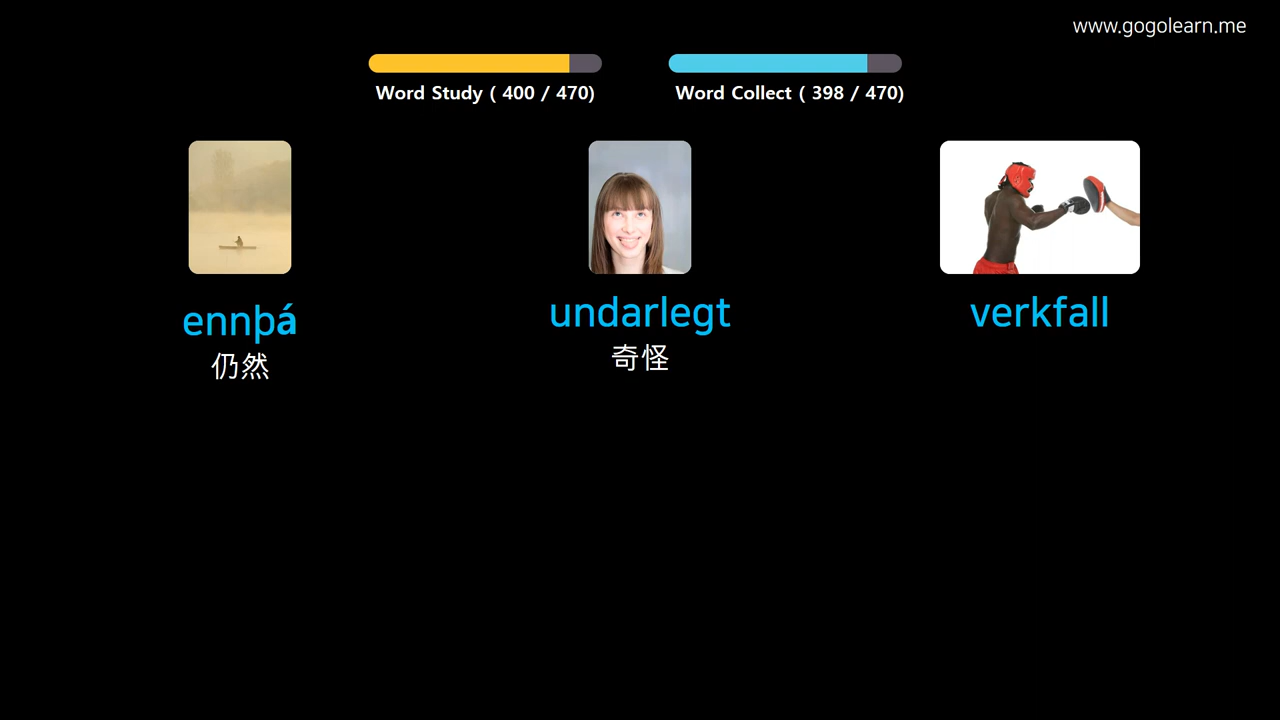 www.gogolearn.me
Word Study ( 400 / 470)
Word Collect ( 398 / 470)
ennþá
undarlegt
verkfall
仍然
奇怪